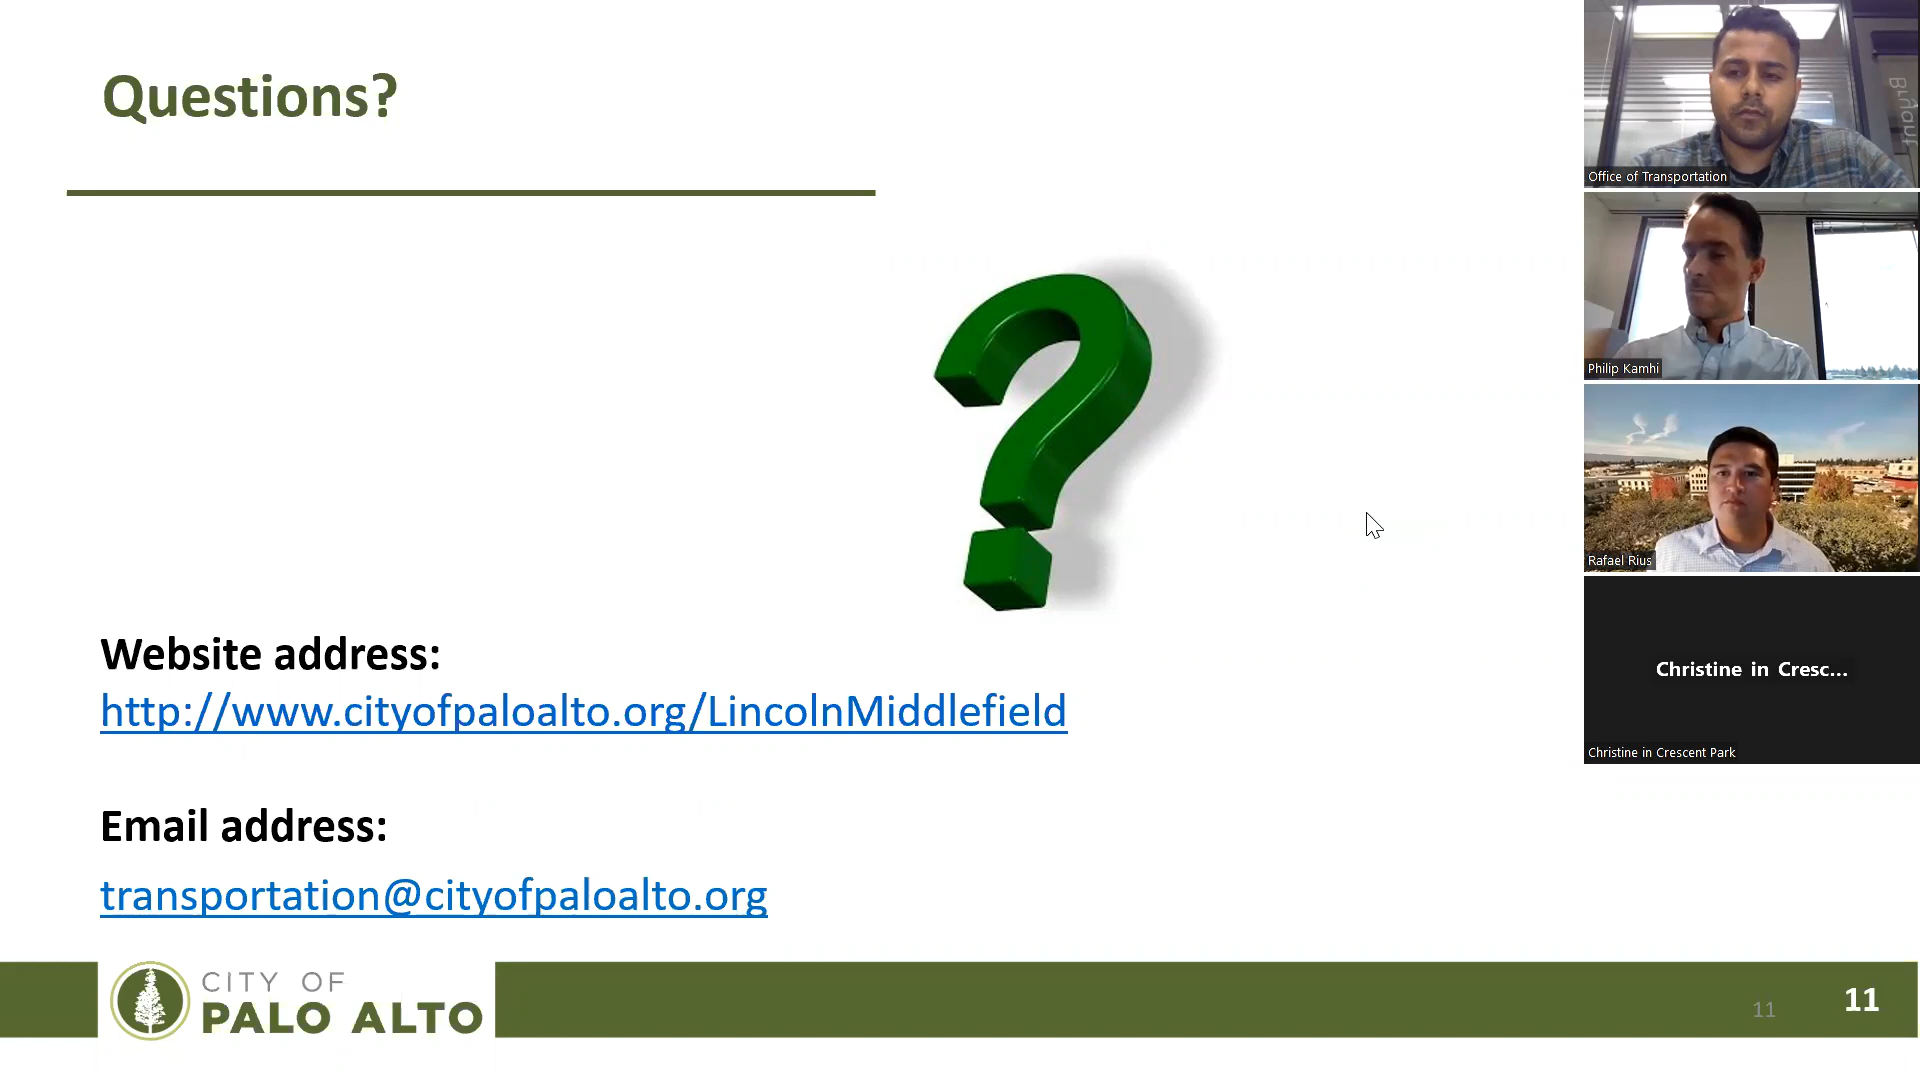 Questions?
Website address:
http://www.cityofpaloalto.org/LincolnMiddlefield
Email address:
transportation@cityofpaloalto.org
CITY OF
PALO ALTO
11
11
Office of Transportation
Philip Kamhi
Rafael Rius
Christine in Cresc...
Christine in Crescent Park